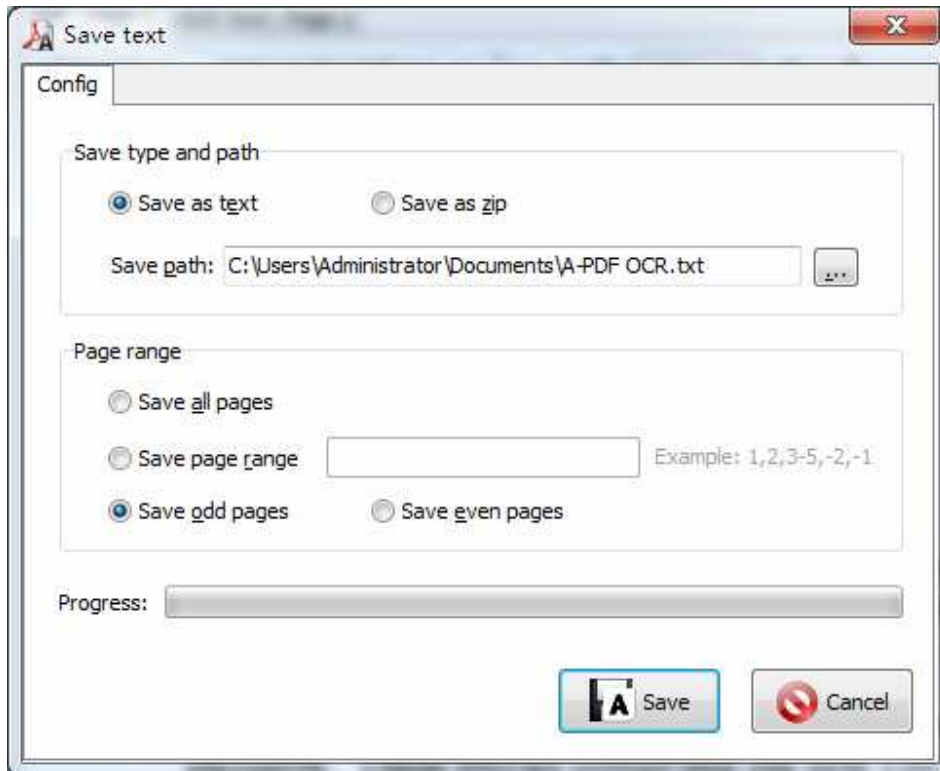 Save text
Config
Save type and path
Save as text Save as zip
Save path: C:\Users\Administrator\Documents\A-PDF OCR.txt ...
Page range
Save all pages
Save page range Example: 1,2,3-5,-2,-1
Save odd pages Save even pages
Progress:
A Save Cancel